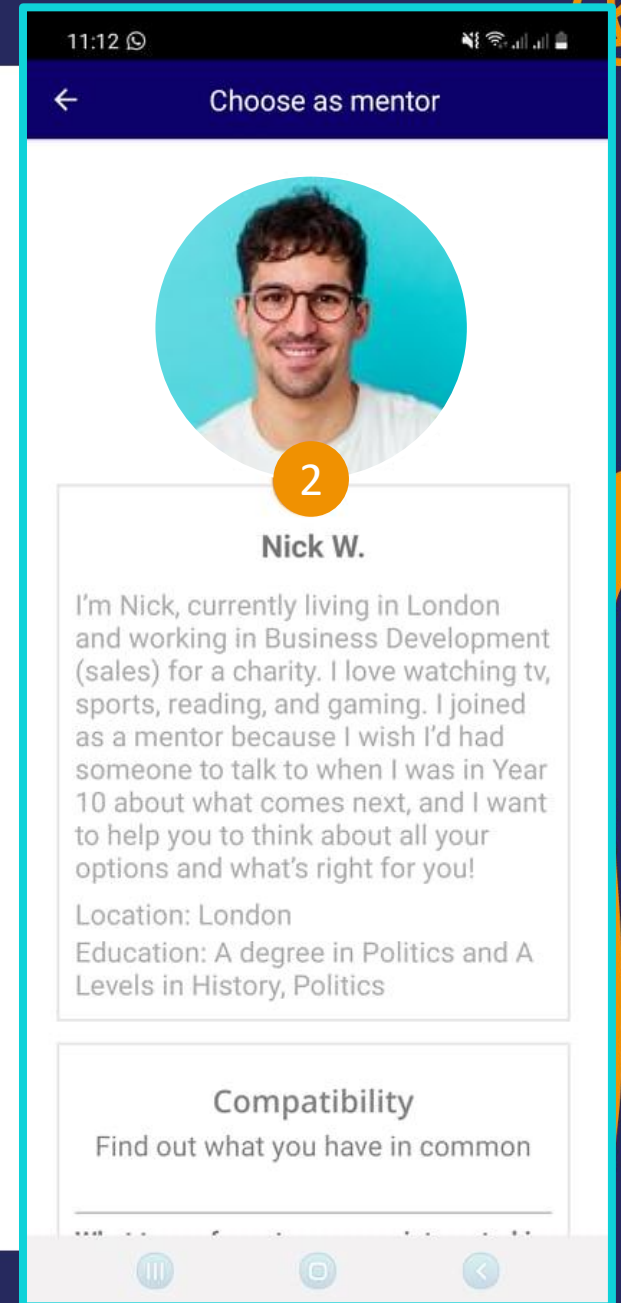 11:12
Choose as mentor
2
Nick W.
I'm Nick, currently living in London
and working in Business Development
(sales) for a charity. I love watching tv,
sports, reading, and gaming. I joined
as a mentor because I wish I'd had
someone to talk to when I was in Year
10 about what comes next, and I want
to help you to think about all your
options and what's right for you!
Location: London
Education: A degree in Politics and A
Levels in History, Politics
Compatibility
Find out what you have in common